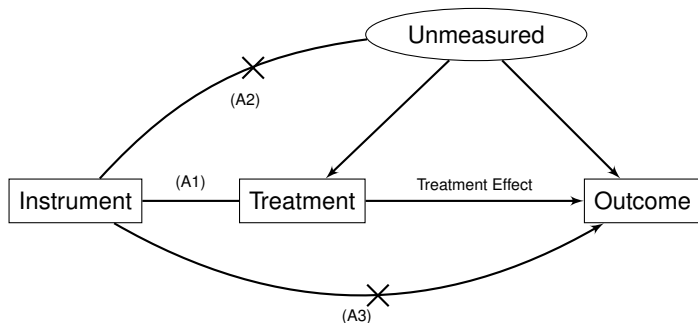 Unmeasured
(A2)
Instrument
(A1)
Treatment
Treatment Effect
Outcome
(A3)